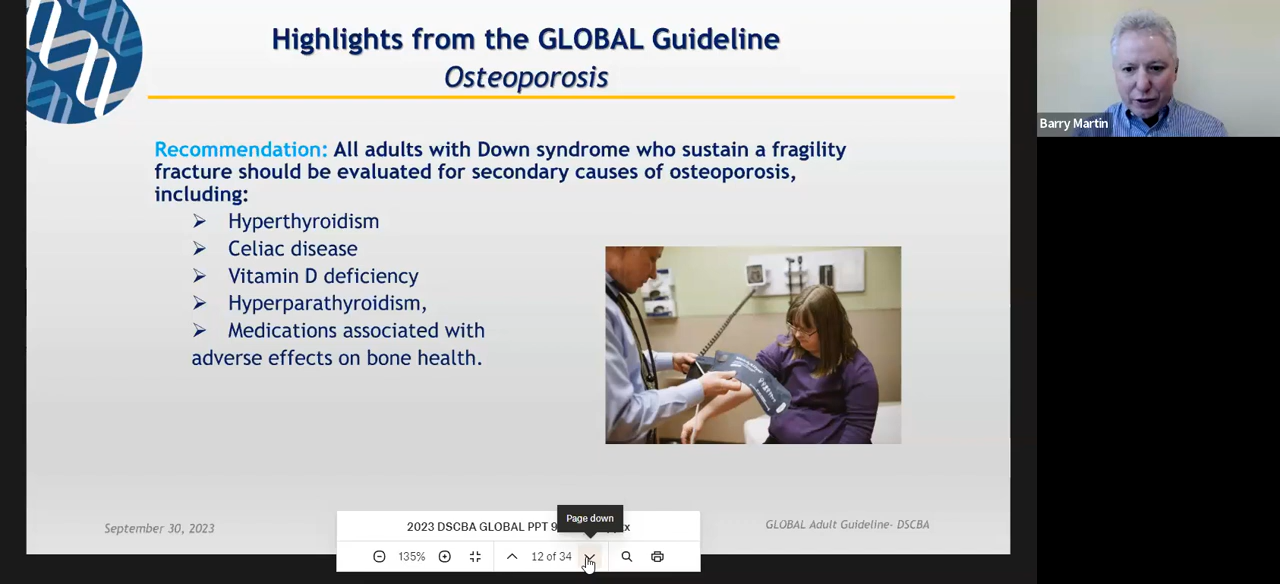 Highlights from the GLOBAL Guideline
Osteoporosis
Barry Martin
Recommendation: All adults with Down syndrome who sustain a fragility
fracture should be evaluated for secondary causes of osteoporosis,
including:
Hyperthyroidism
Celiac disease
Vitamin D deficiency
Hyperparathyroidism,
Medications associated with
adverse effects on bone health.
September 30, 2023
Page down
2023 DSCBA GLOBAL PPT 9
GLOBAL Adult Guideline- DSCBA
135%
12 of 34